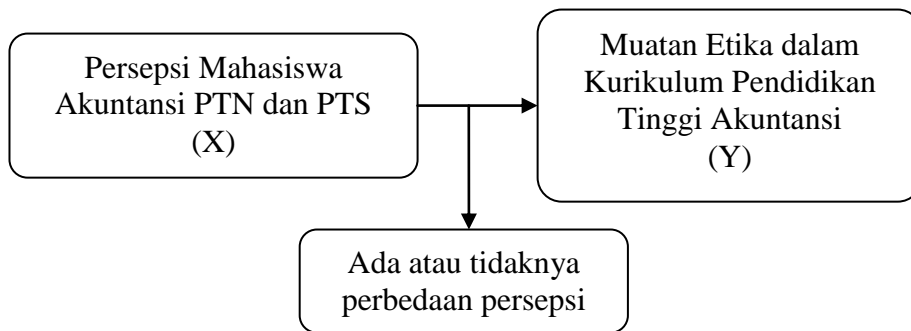 Persepsi Mahasiswa
Akuntansi PTN dan PTS
(X)
Muatan Etika dalam
Kurikulum Pendidikan
Tinggi Akuntansi
(Y)
Ada atau tidaknya
perbedaan persepsi